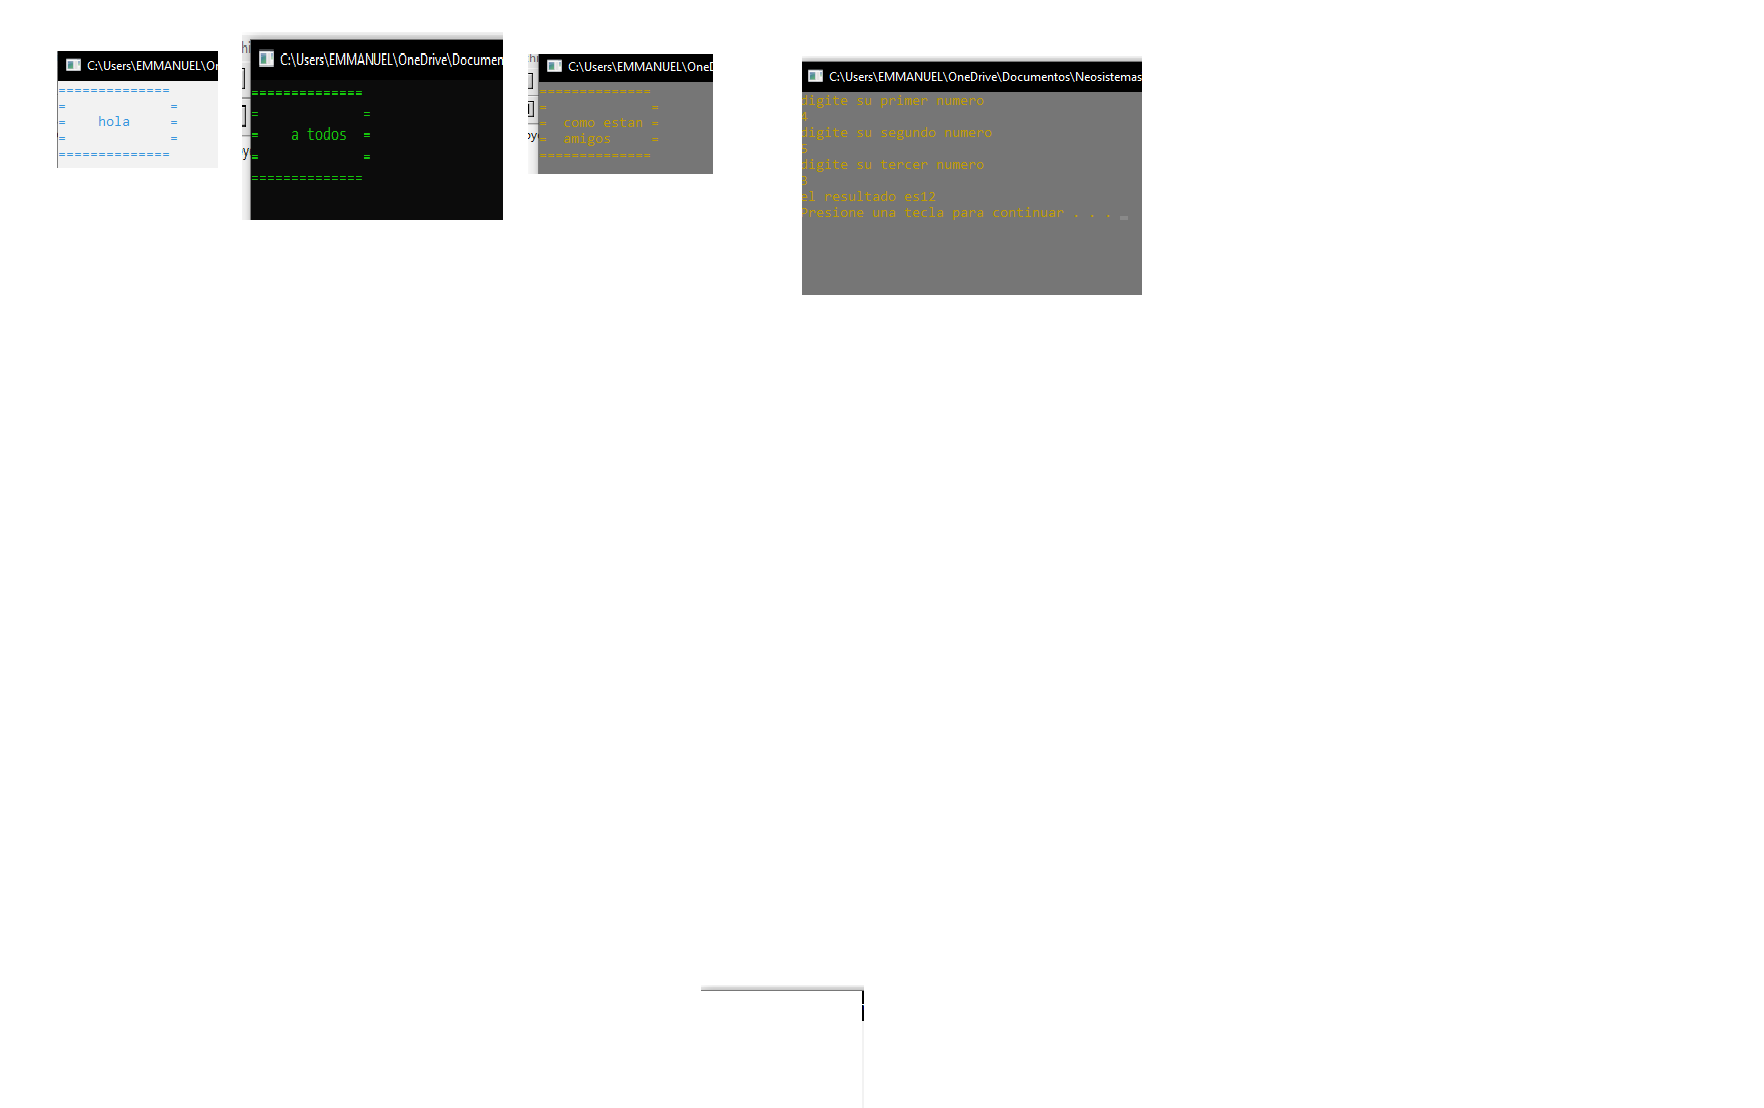 C:\Users\EMMANUEL\On
==============
=             =
=    hola     =
=             =
==============
C:\Users\EMMANUEL\OneDrive\Documen
==============
=             =
=    a todos  =
=             =
==============
C:\Users\EMMANUEL\OneD
==============
=             =
=  como estan =
=  amigos     =
==============
C:\Users\EMMANUEL\OneDrive\Documentos\Neosistemas
digite su primer numero
4
digite su segundo numero
5
digite su tercer numero
3
el resultado es12
Presione una tecla para continuar . . .